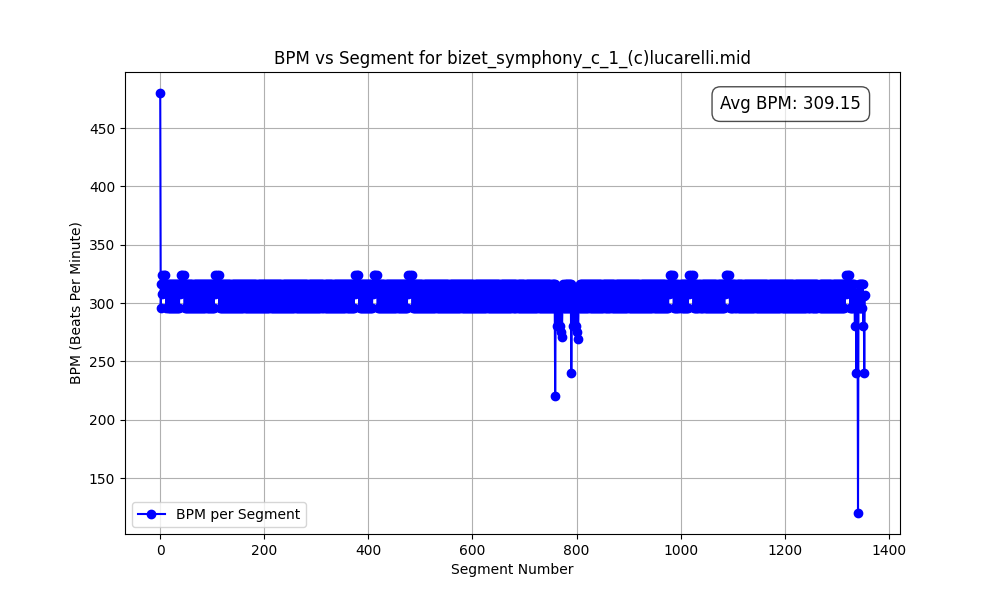 BPM vs Segment for bizet_symphony_c_1_(c)lucarelli.mid
Avg BPM: 309.15
BPM (Beats Per Minute)
450
400
350
300
250
200
150
BPM per Segment
0 200 400 600 800 1000 1200 1400
Segment Number